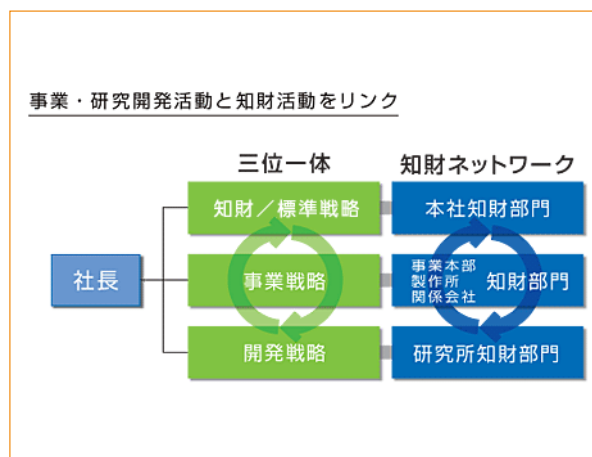 事業・研究開発活動と知財活動をリンク
三位一体
知財ネットワーク
社長
知財／標準戦略
本社知財部門
事業戦略
事業本部
製作所
関係会社
知財部門
開発戦略
研究所知財部門